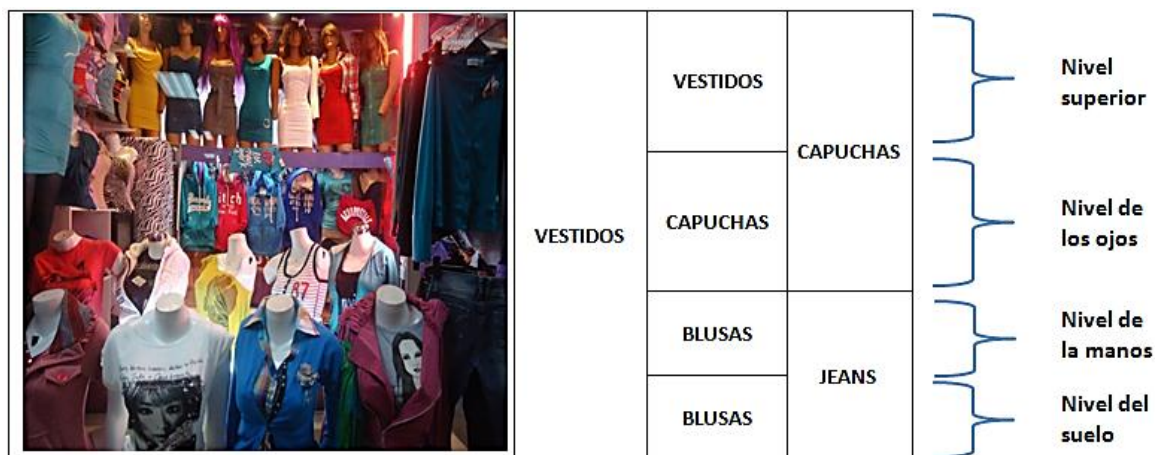 VESTIDOS
VESTIDOS
CAPUCHAS
BLUSAS
BLUSAS
CAPUCHAS
JEANS
Nivel
superior
Nivel de
los ojos
Nivel de
la manos
Nivel del
suelo
87